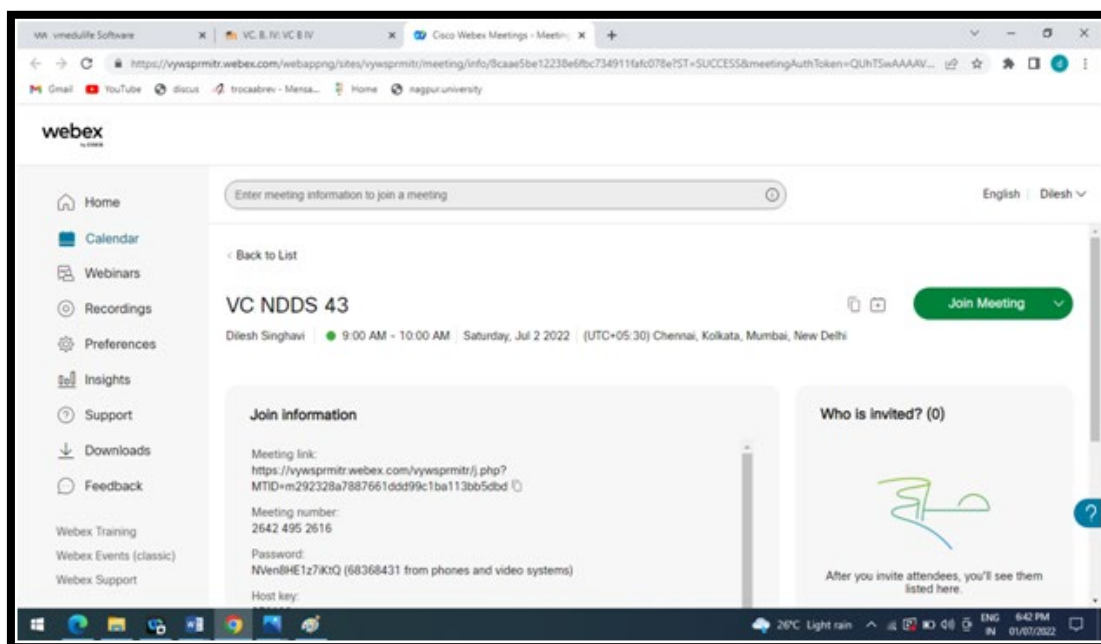 vmedulife Software
VC. B. IV: VC B IV
Cisco Webex Meetings - Meeting
https://vywsprmitr.webex.com/webappng/sites/vywsprmitr/meeting/info/
Gmail YouTube discus trocaabrev - Mensa... Home nagpur.university
webex
by CISCO
Enter meeting information to join a meeting
English Dilesh
Home
Calendar
Webinars
Recordings
Preferences
Insights
Support
Downloads
Feedback
Webex Training
Webex Events (classic)
Webex Support
Back to List
VC NDDS 43
Join Meeting
Dilesh Singhavi 9:00 AM - 10:00 AM Saturday, Jul 2 2022 (UTC+05:30) Chennai, Kolkata, Mumbai, New Delhi
Join information
Meeting link:
https://vywsprmitr.webex.com/vywsprmitr/j.php?
MTID=m292328a7887661ddd99c1ba113bb5dbd
Meeting number:
2642 495 2616
Password:
NVen8HE1z7iKtQ (68368431 from phones and video systems)
Host key:
Who is invited? (0)
After you invite attendees, you'll see them
listed here.
?
26°C Light rain
ENG
IN
6:42 PM
01/07/2022